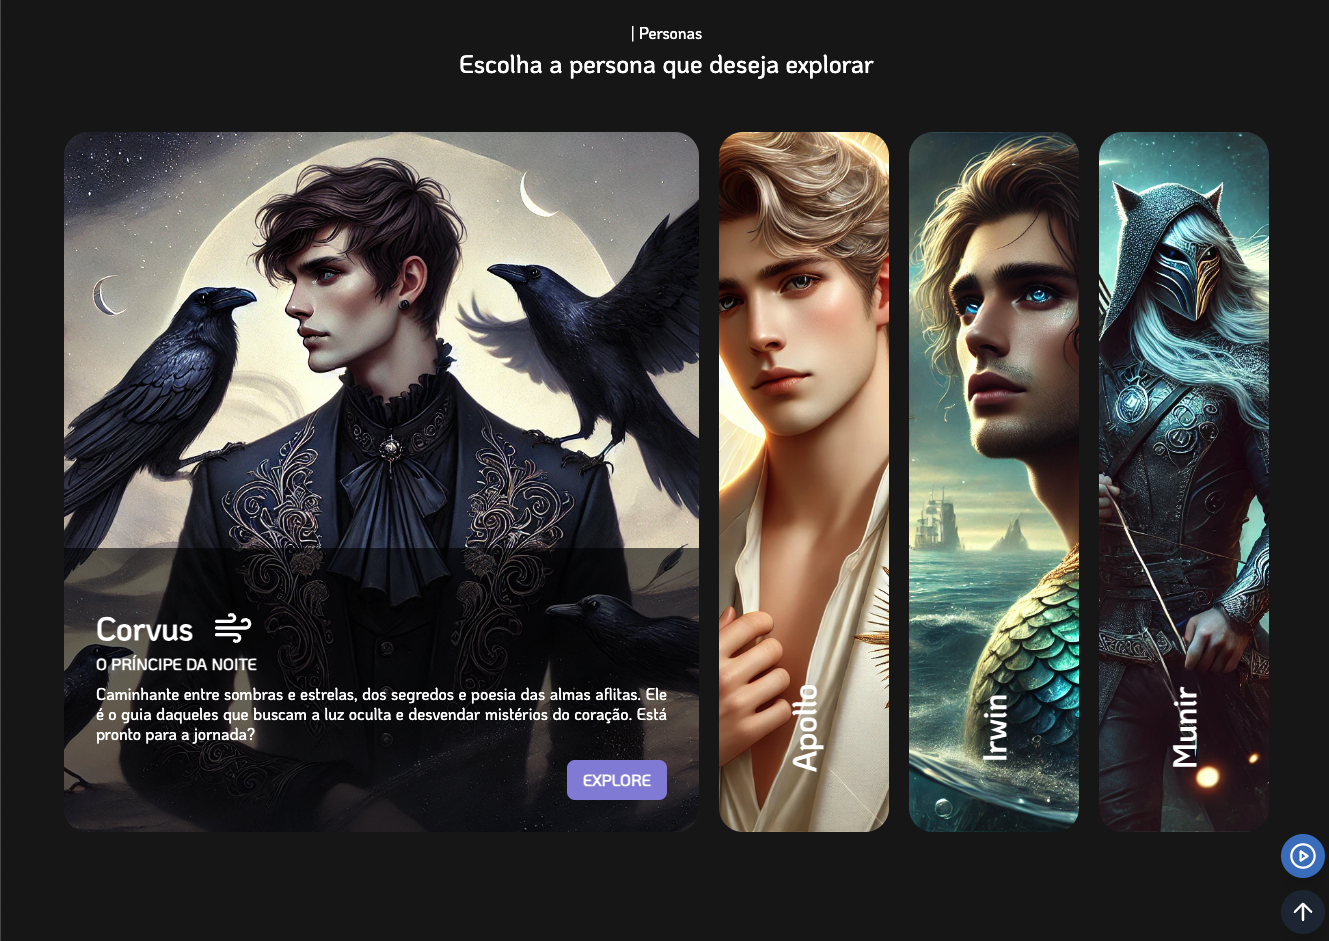 | Personas
Escolha a persona que deseja explorar
Corvus
O PRÍNCIPE DA NOITE
Caminhante entre sombras e estrelas, dos segredos e poesia das almas aflitas. Ele
é o guia daqueles que buscam a luz oculta e desvendar mistérios do coração. Está
pronto para a jornada?
EXPLORE
Apollo
Irwin
Munir